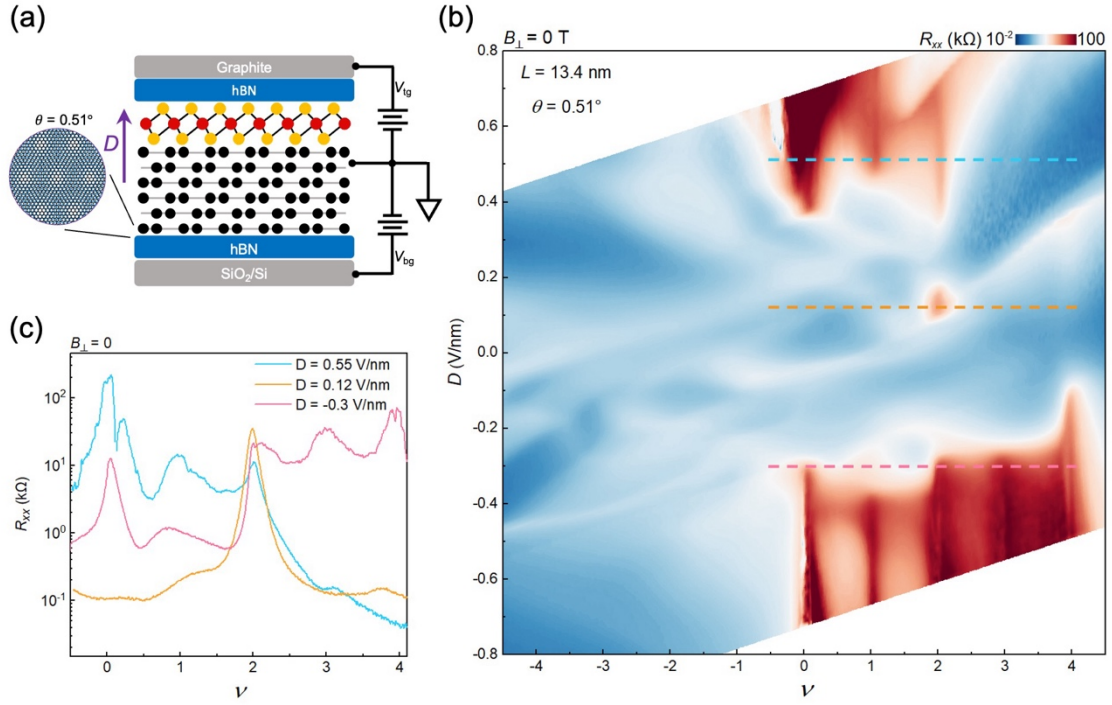 (a)
Graphite
hBN
θ = 0.51°
D
hBN
SiO₂/Si
Vtg
Vbg
(b)
B⊥ = 0 T
Rxx (kΩ) 10⁻² 100
L = 13.4 nm
θ = 0.51°
D (V/nm)
0.8
0.6
0.4
0.2
0.0
-0.2
-0.4
-0.6
-0.8
-4 -3 -2 -1 0 1 2 3 4
ν
(c)
B⊥ = 0
D = 0.55 V/nm
D = 0.12 V/nm
D = -0.3 V/nm
Rxx (kΩ)
10²
10¹
10⁰
10⁻¹
0 1 2 3 4
ν